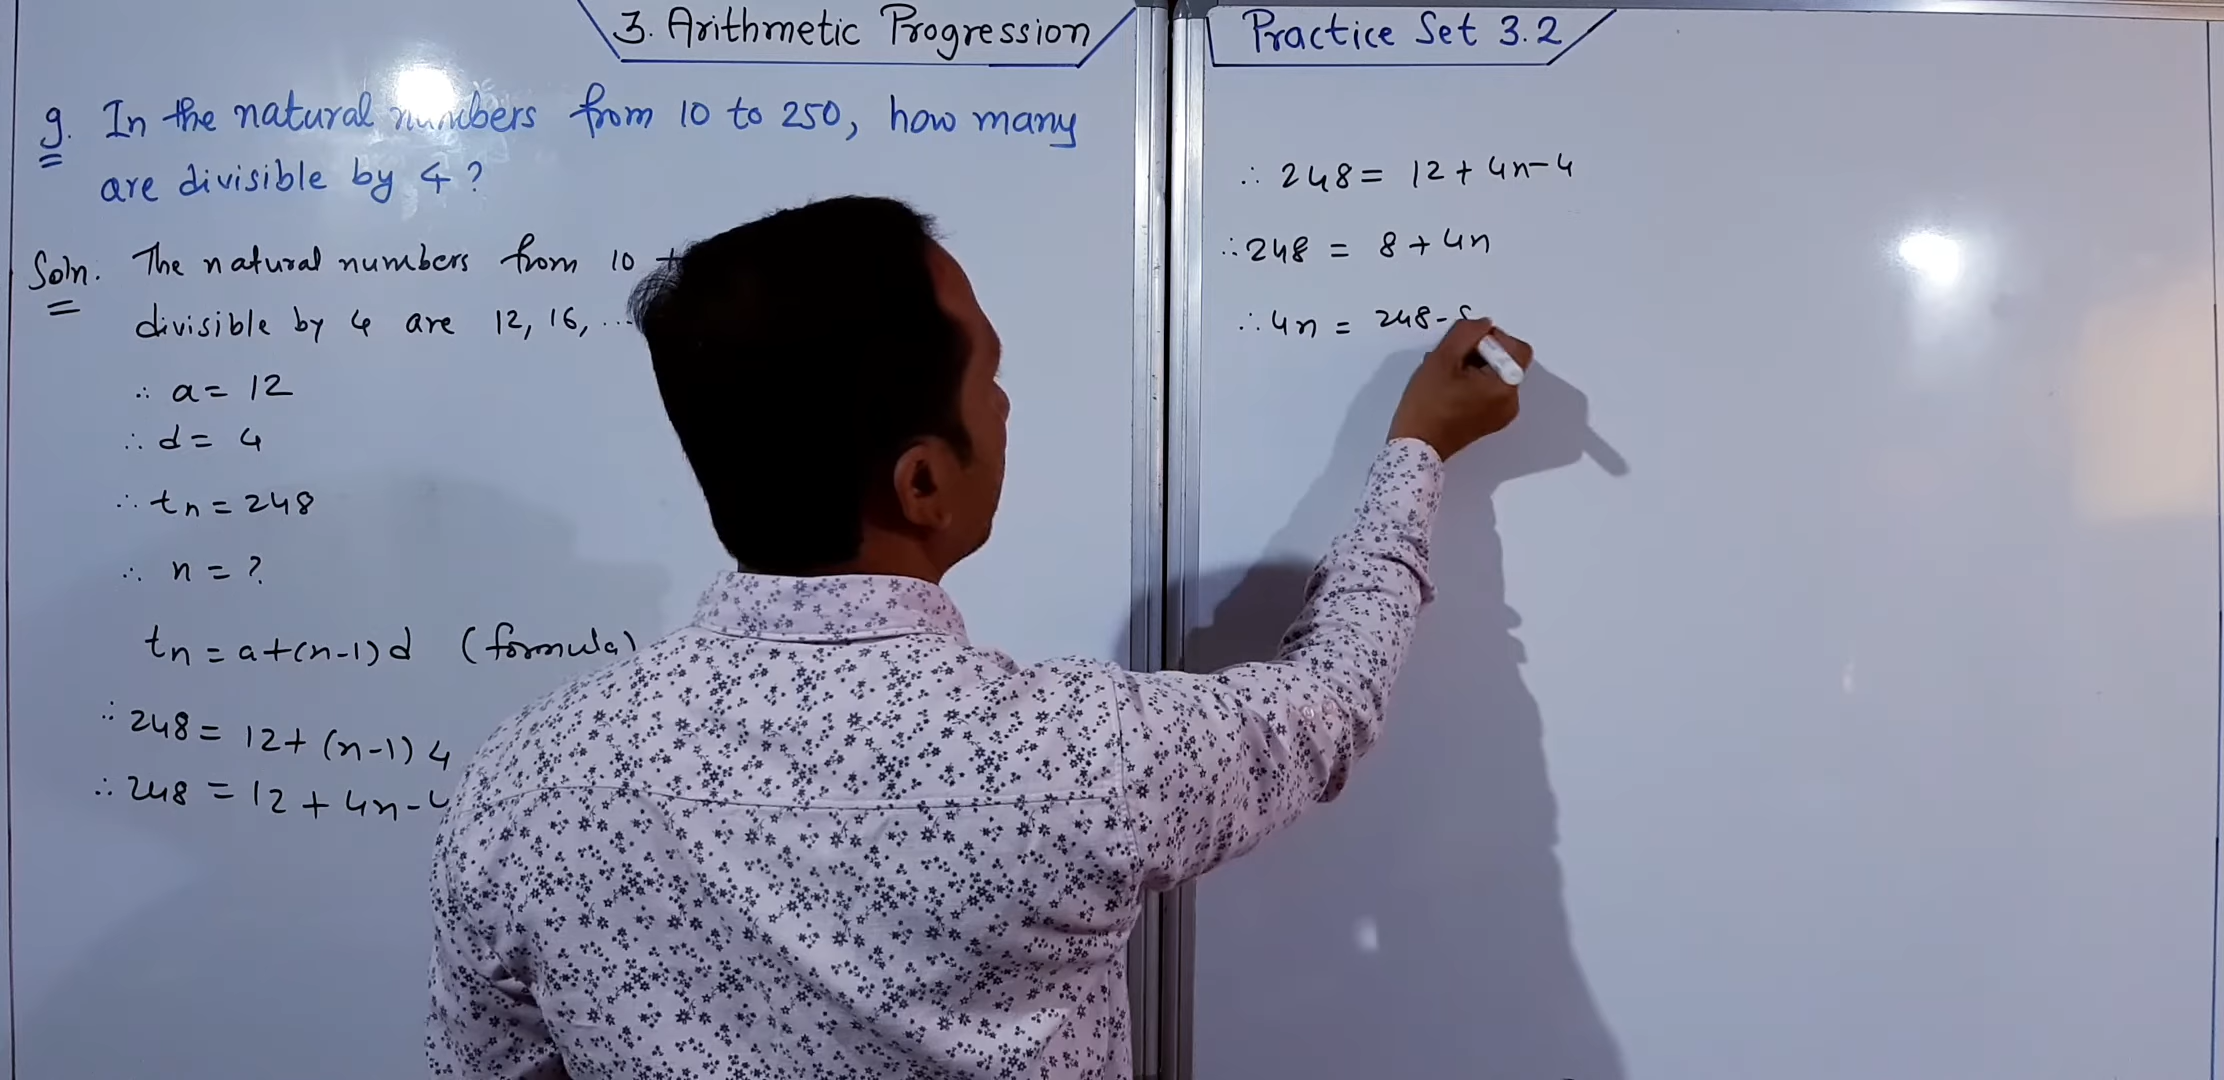 3. Arithmetic Progression
Practice Set 3.2
9. In the natural numbers from 10 to 250, how many
are divisible by 4 ?
Soln. The natural numbers from 10
divisible by 4 are 12, 16, ...
∴ a = 12
∴ d = 4
∴ tn = 248
∴ n = ?
tn = a+(n-1)d (formula)
∴ 248 = 12+ (n-1) 4
∴ 248 = 12 + 4n-4
∴ 248 = 12 + 4n-4
∴ 248 = 8 + 4n
∴ 4n = 248-